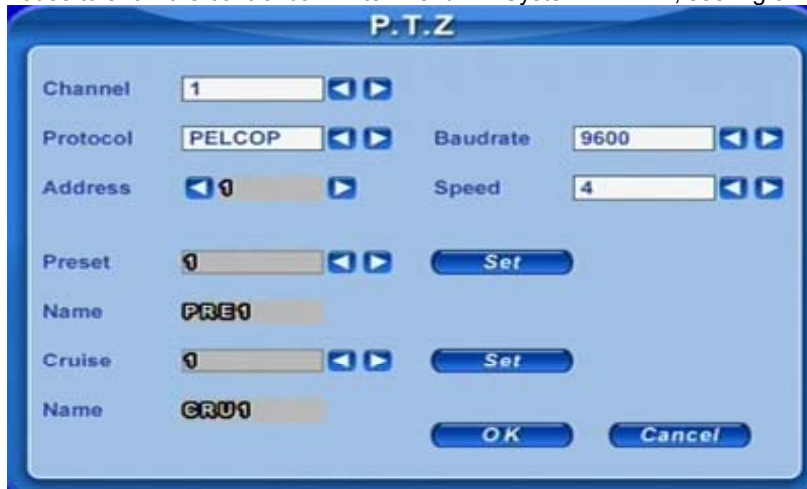 P.T.Z
Channel 1
Protocol PELCOP Baudrate 9600
Address 1 Speed 4
Preset 1 Set
Name PRE1
Cruise 1 Set
Name CRU1
OK Cancel